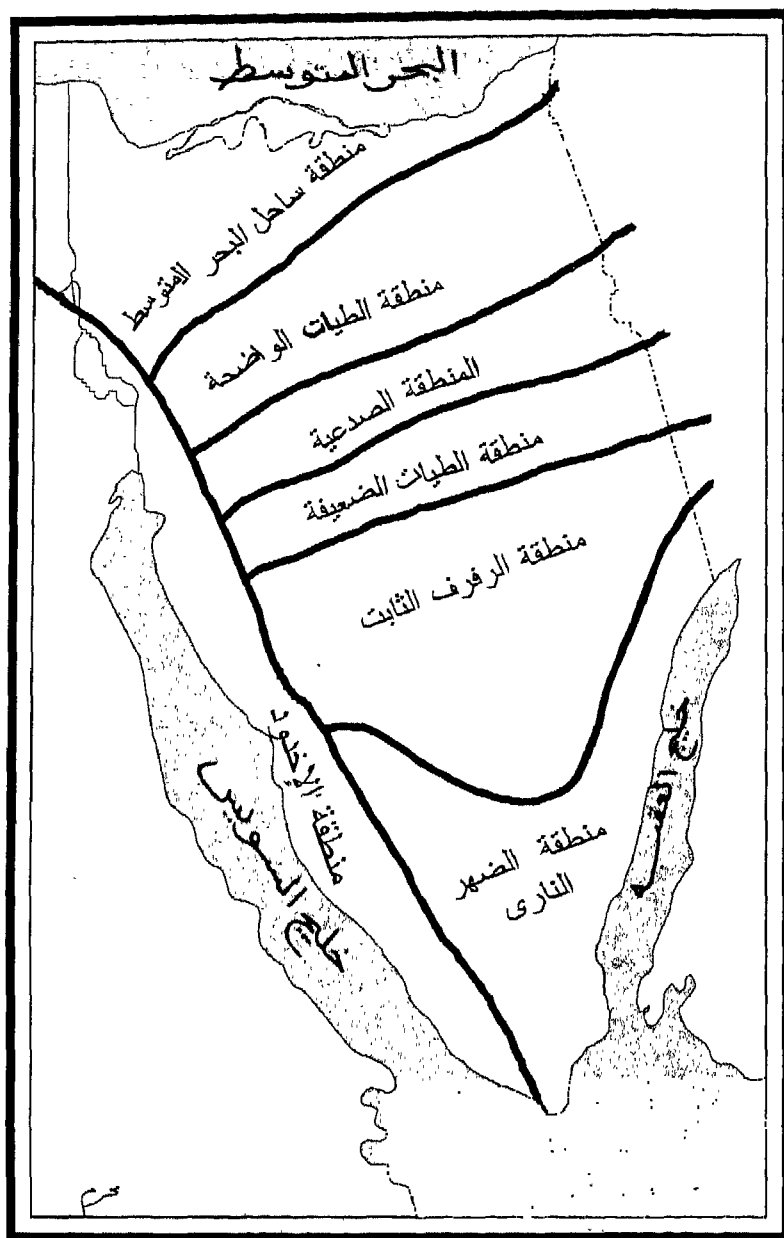 البحر المتوسط
منطقة ساحل البحر المتوسط
منطقة الطيات الواضحة
المنطقة الصدعية
منطقة الطيات الضعيفة
منطقة الرفرف الثابت
منطقة الأخدود
خليج السويس
خليج العقبه
منطقة الضهر
النارى